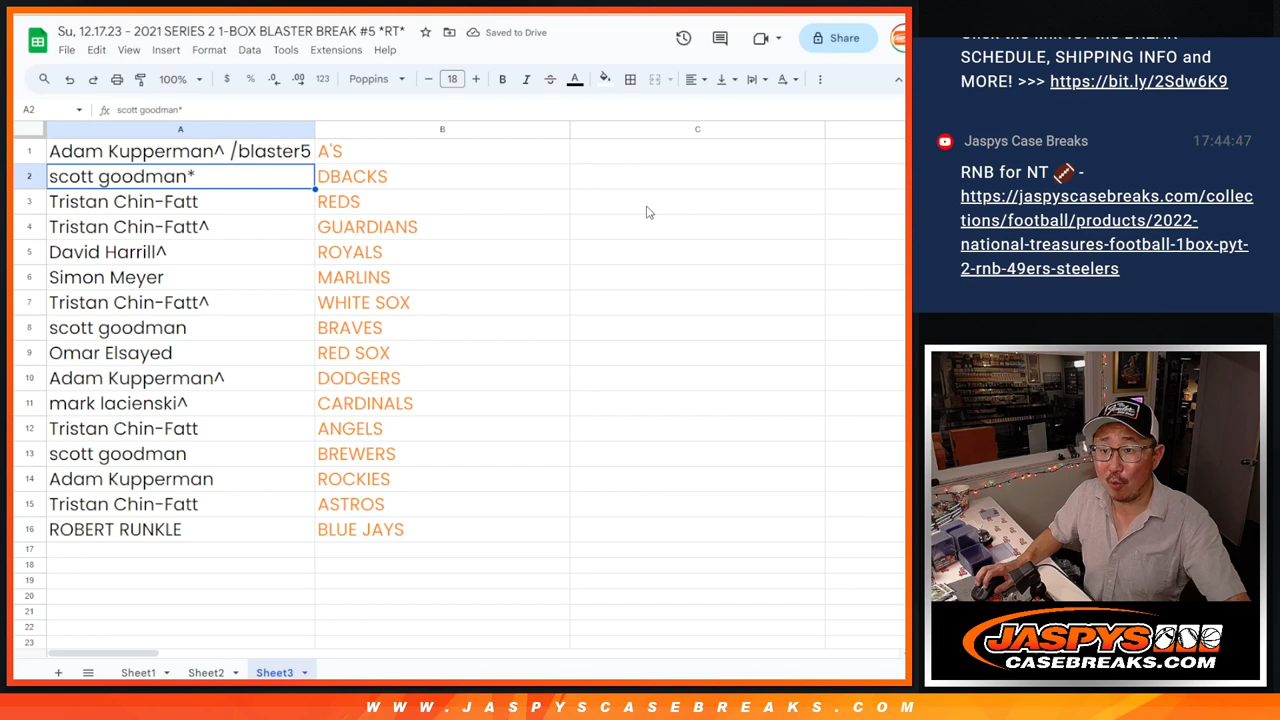 Su, 12.17.23 - 2021 SERIES 2 1-BOX BLASTER BREAK #5 *RT*
Saved to Drive
File Edit View Insert Format Data Tools Extensions Help
Share
100%
$ % .0 .00 123
Poppins
18
B I A
A2
fx scott goodman*
A B C
1 Adam Kupperman^ /blaster5 A'S
2 scott goodman* DBACKS
3 Tristan Chin-Fatt REDS
4 Tristan Chin-Fatt^ GUARDIANS
5 David Harrill^ ROYALS
6 Simon Meyer MARLINS
7 Tristan Chin-Fatt^ WHITE SOX
8 scott goodman BRAVES
9 Omar Elsayed RED SOX
10 Adam Kupperman^ DODGERS
11 mark lacienski^ CARDINALS
12 Tristan Chin-Fatt ANGELS
13 scott goodman BREWERS
14 Adam Kupperman ROCKIES
15 Tristan Chin-Fatt ASTROS
16 ROBERT RUNKLE BLUE JAYS
17
18
19
20
21
22
23
Sheet1 Sheet2 Sheet3
SCHEDULE, SHIPPING INFO and
MORE! >>> https://bit.ly/2Sdw6K9
Jaspys Case Breaks 17:44:47
RNB for NT 🏈 -
https://jaspyscasebreaks.com/collec
tions/football/products/2022-
national-treasures-football-1box-pyt-
2-rnb-49ers-steelers
JASPYS
CASEBREAKS.COM
WWW.JASPYSCASEBREAKS.COM